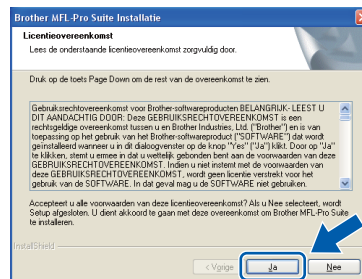 Brother MFL-Pro Suite Installatie
Licentieovereenkomst
Lees de onderstaande licentieovereenkomst zorgvuldig door.
Druk op de toets Page Down om de rest van de overeenkomst te zien.
Gebruiksrechtovereenkomst voor Brother-softwareproducten BELANGRIJK- LEEST U
DIT AANDACHTIG DOOR: Deze GEBRUIKSRECHTOVEREENKOMST is een
rechtsgeldige overeenkomst tussen u en Brother Industries, Ltd. ("Brother") en is van
toepassing op het gebruik van het Brother-softwareproduct ("SOFTWARE") dat wordt
geïnstalleerd wanneer u in dit dialoogvenster op de knop "Yes" ("Ja") klikt. Door op "Ja"
te klikken, stemt u ermee in dat u wettelijk gebonden bent aan de voorwaarden van deze
GEBRUIKSRECHTOVEREENKOMST. Indien u niet instemt met de voorwaarden van
deze GEBRUIKSRECHTOVEREENKOMST, wordt geen licentie verstrekt voor het
gebruik van de SOFTWARE. In dat geval mag u de SOFTWARE niet gebruiken.
Accepteert u alle voorwaarden van deze licentieovereenkomst? Als u Nee selecteert, wordt
Setup afgesloten. U dient akkoord te gaan met deze overeenkomst om Brother MFL-Pro Suite
te installeren.
InstallShield
< Vorige
Ja
Nee